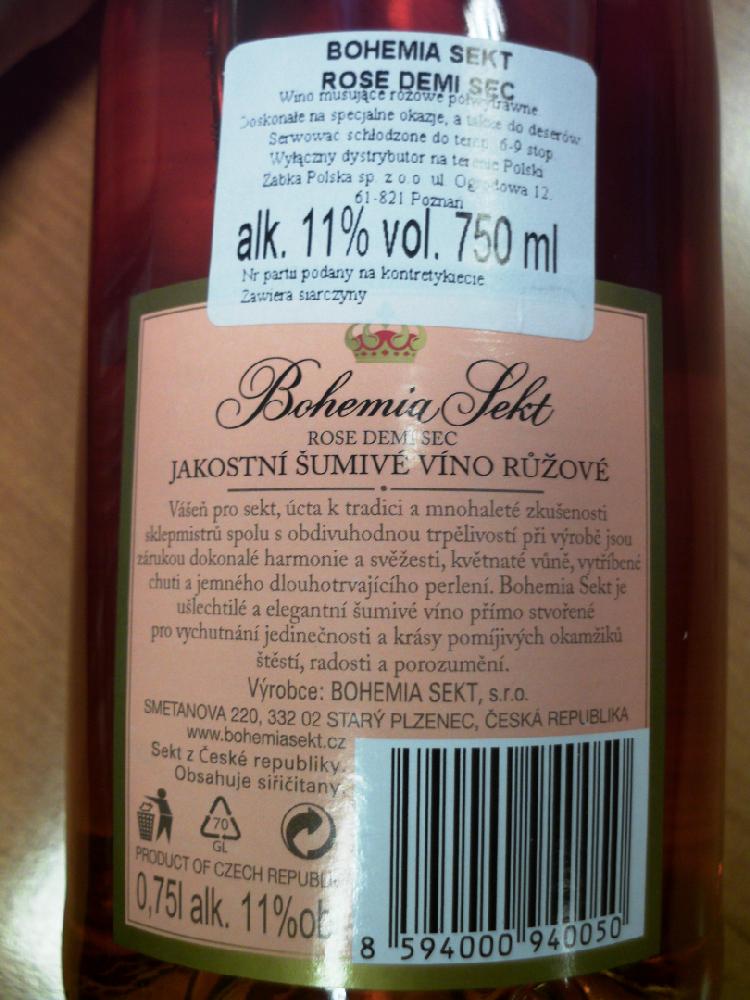 BOHEMIA SEKT
ROSE DEMI SEC
Wino musujące różowe półwytrawne
Doskonałe na specjalne okazje, a także do deserów
Serwować schłodzone do temp. 6-9 stop.
Wyłączny dystrybutor na terenie Polski
Żabka Polska sp. z o.o. ul. Ogrodowa 12.
61-821 Poznań
alk. 11% vol. 750 ml
Nr partii podany na kontretykiecie
Zawiera siarczyny
Bohemia Sekt
ROSE DEMI SEC
JAKOSTNÍ ŠUMIVÉ VÍNO RŮŽOVÉ
Vášeň pro sekt, úcta k tradici a mnohaleté zkušenosti
sklepmistrů spolu s obdivuhodnou trpělivostí při výrobě jsou
zárukou dokonalé harmonie a svěžesti, květnaté vůně, vytříbené
chuti a jemného dlouhotrvajícího perlení. Bohemia Sekt je
ušlechtilé a elegantní šumivé víno přímo stvořené
pro vychutnání jedinečnosti a krásy pomíjivých okamžiků
štěstí, radosti a porozumění.
Výrobce: BOHEMIA SEKT, s.r.o.
SMETANOVA 220, 332 02 STARÝ PLZENEC, ČESKÁ REPUBLIKA
www.bohemiasekt.cz
Sekt z České republiky.
Obsahuje siřičitany.
70
GL
PRODUCT OF CZECH REPUBLI
0,75l alk. 11%ob
8 594000 940050